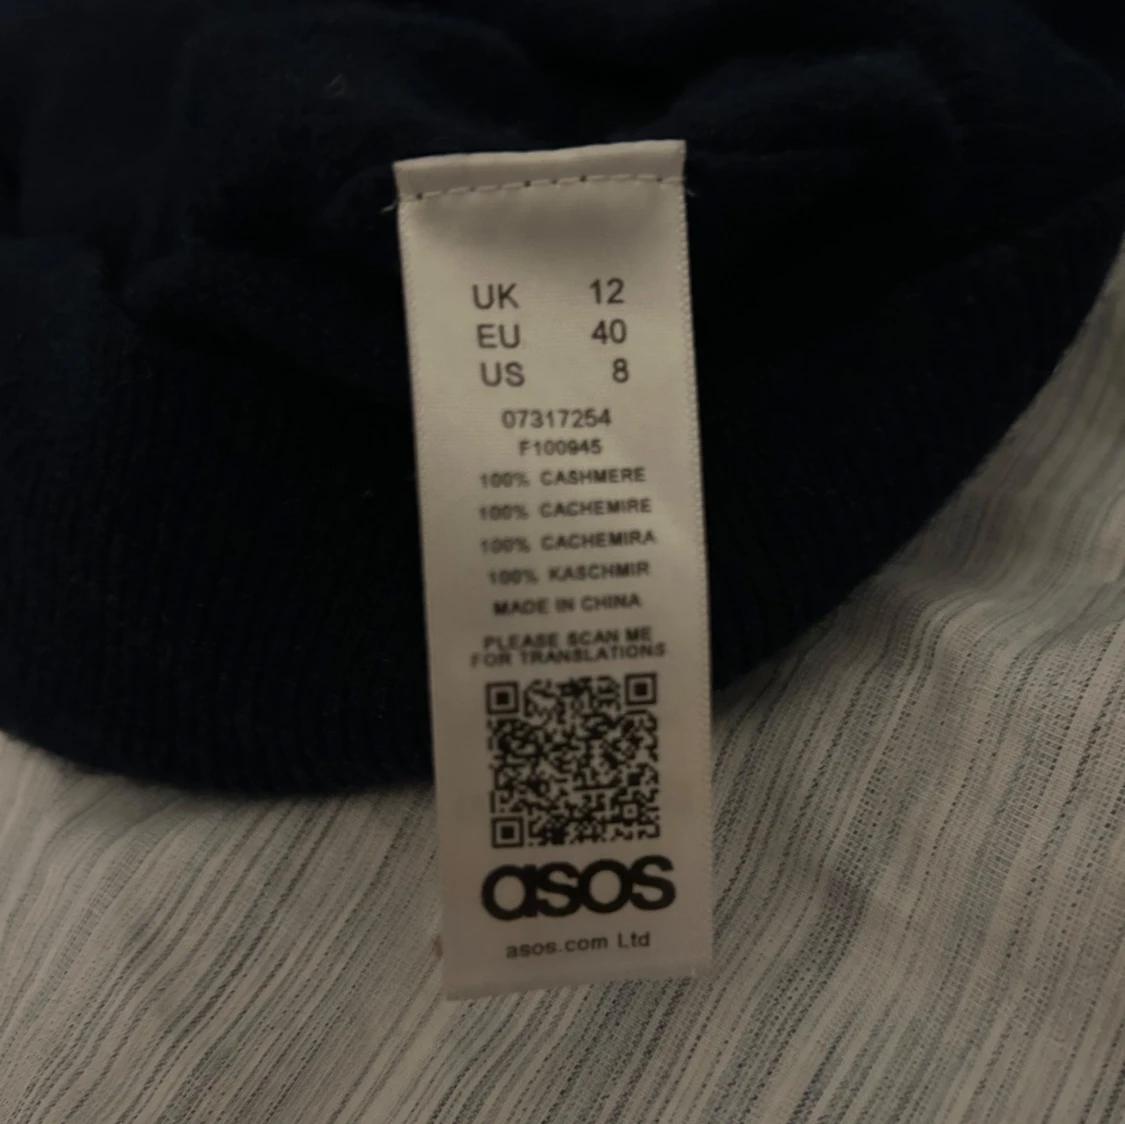 UK 12
EU 40
US 8
07317254
F100945
100% CASHMERE
100% CACHEMIRE
100% CACHEMIRA
100% KASCHMIR
MADE IN CHINA
PLEASE SCAN ME
FOR TRANSLATIONS
asos
asos.com Ltd